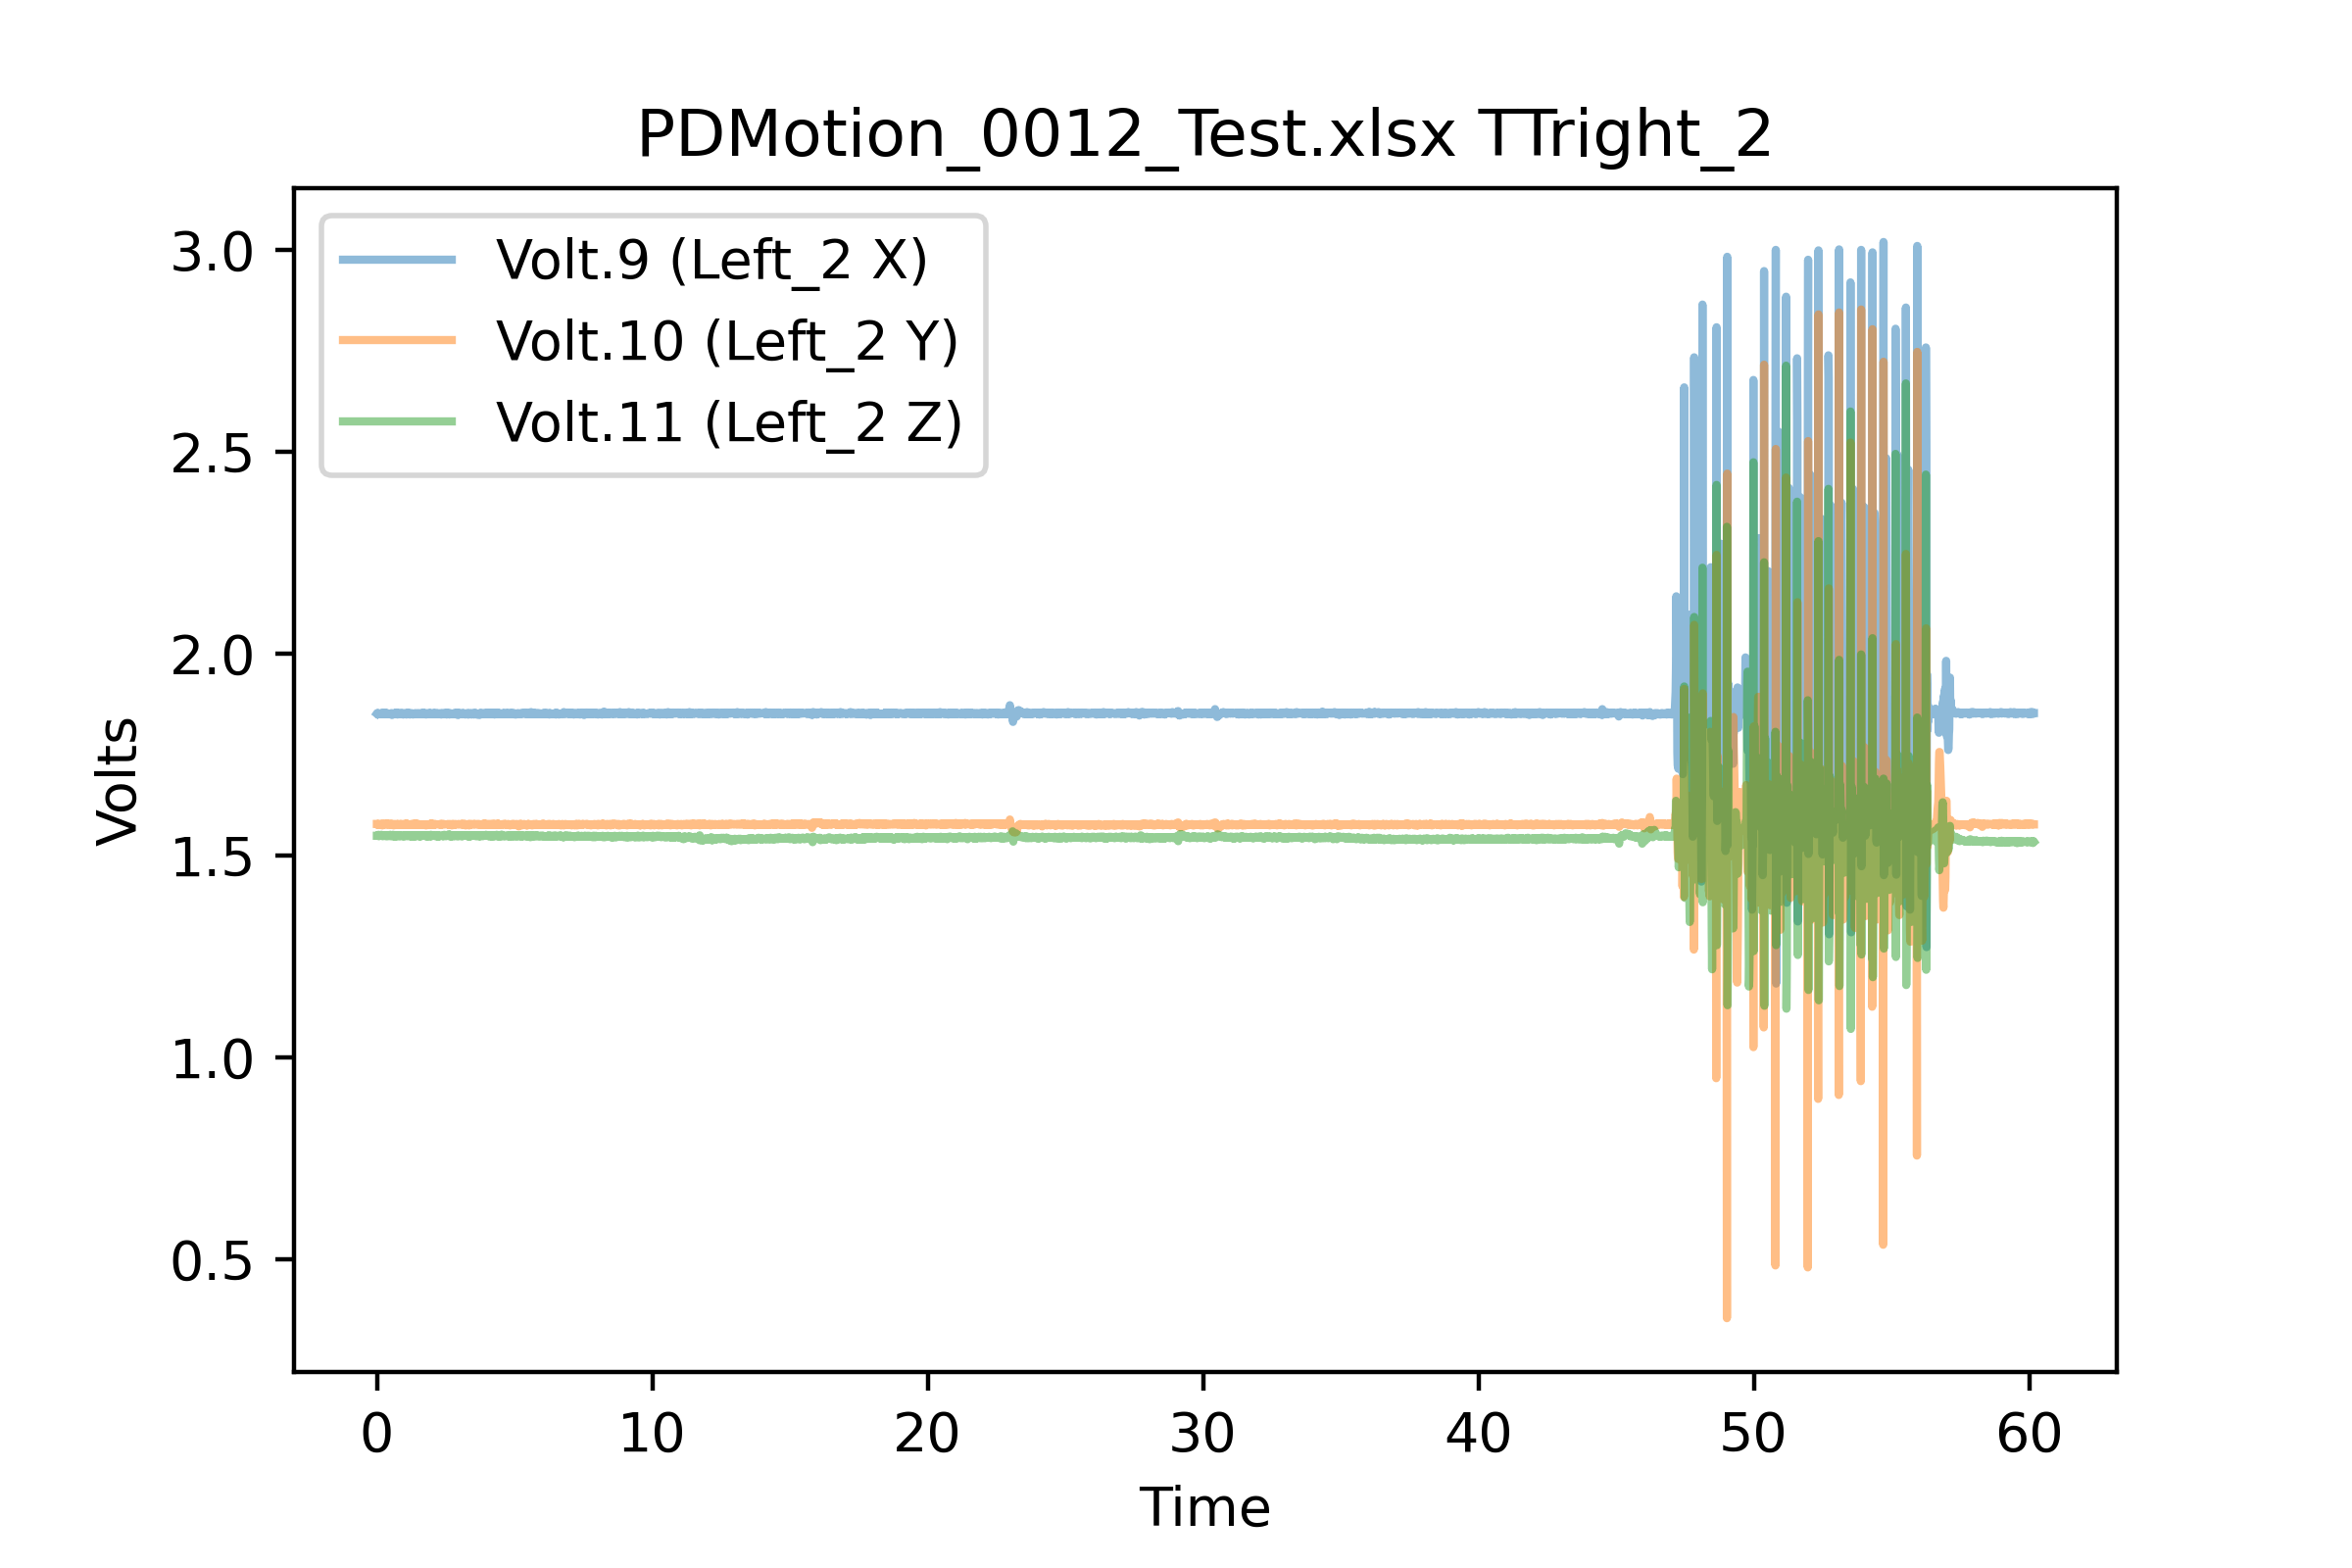 PDMotion_0012_Test.xlsx TTright_2
Volt.9 (Left_2 X)
Volt.10 (Left_2 Y)
Volt.11 (Left_2 Z)
3.0
2.5
2.0
1.5
1.0
0.5
Volts
0 10 20 30 40 50 60
Time